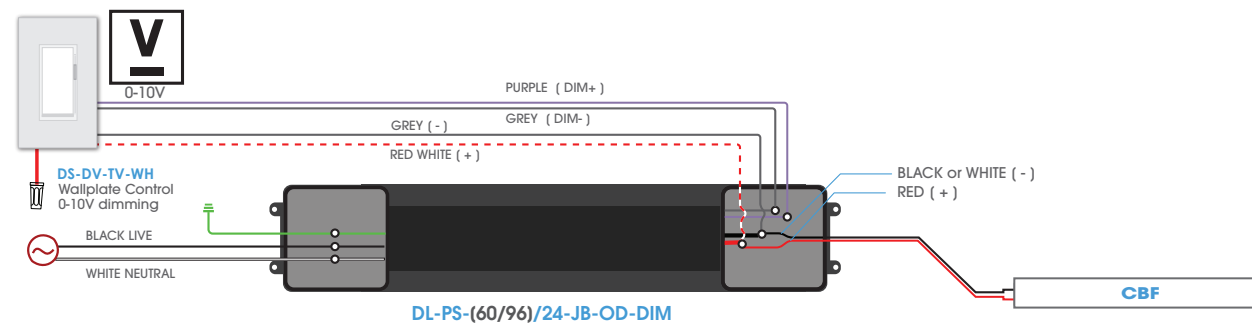 V
0-10V
PURPLE ( DIM+ )
GREY ( DIM- )
GREY ( - )
RED WHITE ( + )
BLACK or WHITE ( - )
RED ( + )
DS-DV-TV-WH
Wallplate Control
0-10V dimming
BLACK LIVE
WHITE NEUTRAL
CBF
DL-PS-(60/96)/24-JB-OD-DIM